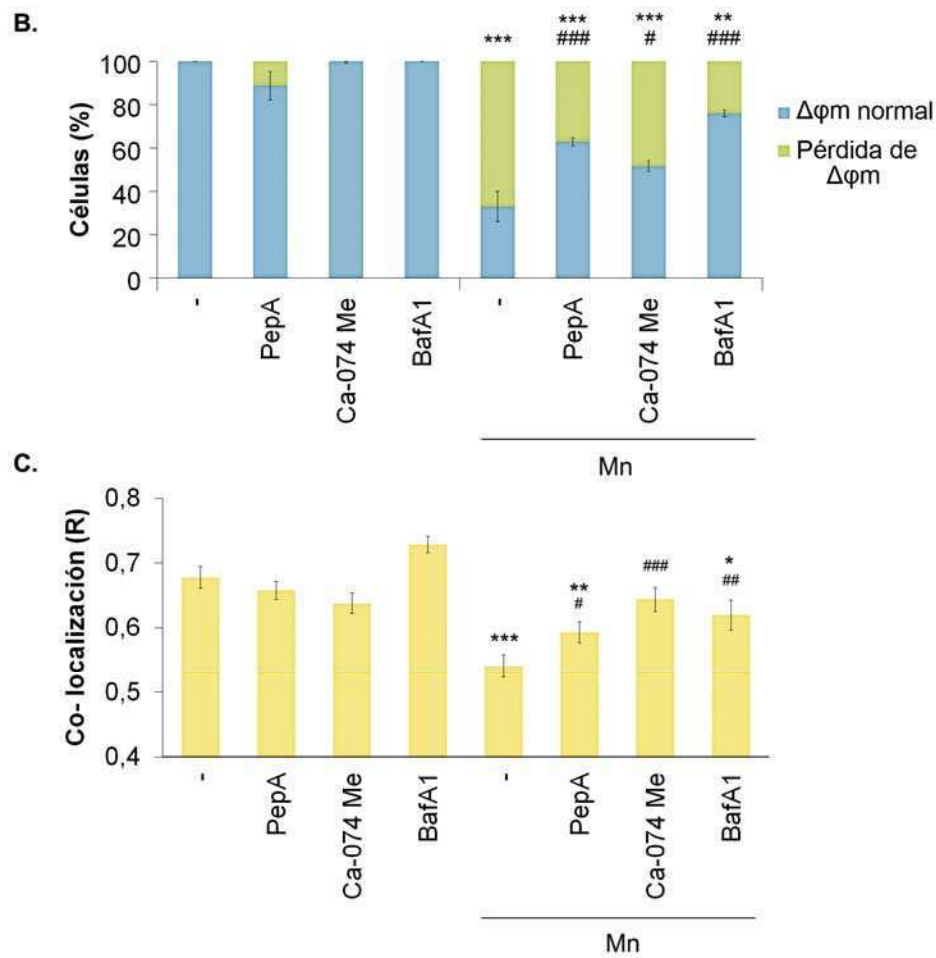 B.
*** *** *** **
### # ###
100
80
60
40
20
0
Células (%)
Δφm normal
Pérdida de
Δφm
-
PepA
Ca-074 Me
BafA1
-
PepA
Ca-074 Me
BafA1
Mn
C.
0,8
0,7
0,6
0,5
0,4
Co- localización (R)
***
**
#
###
*
##
-
PepA
Ca-074 Me
BafA1
-
PepA
Ca-074 Me
BafA1
Mn